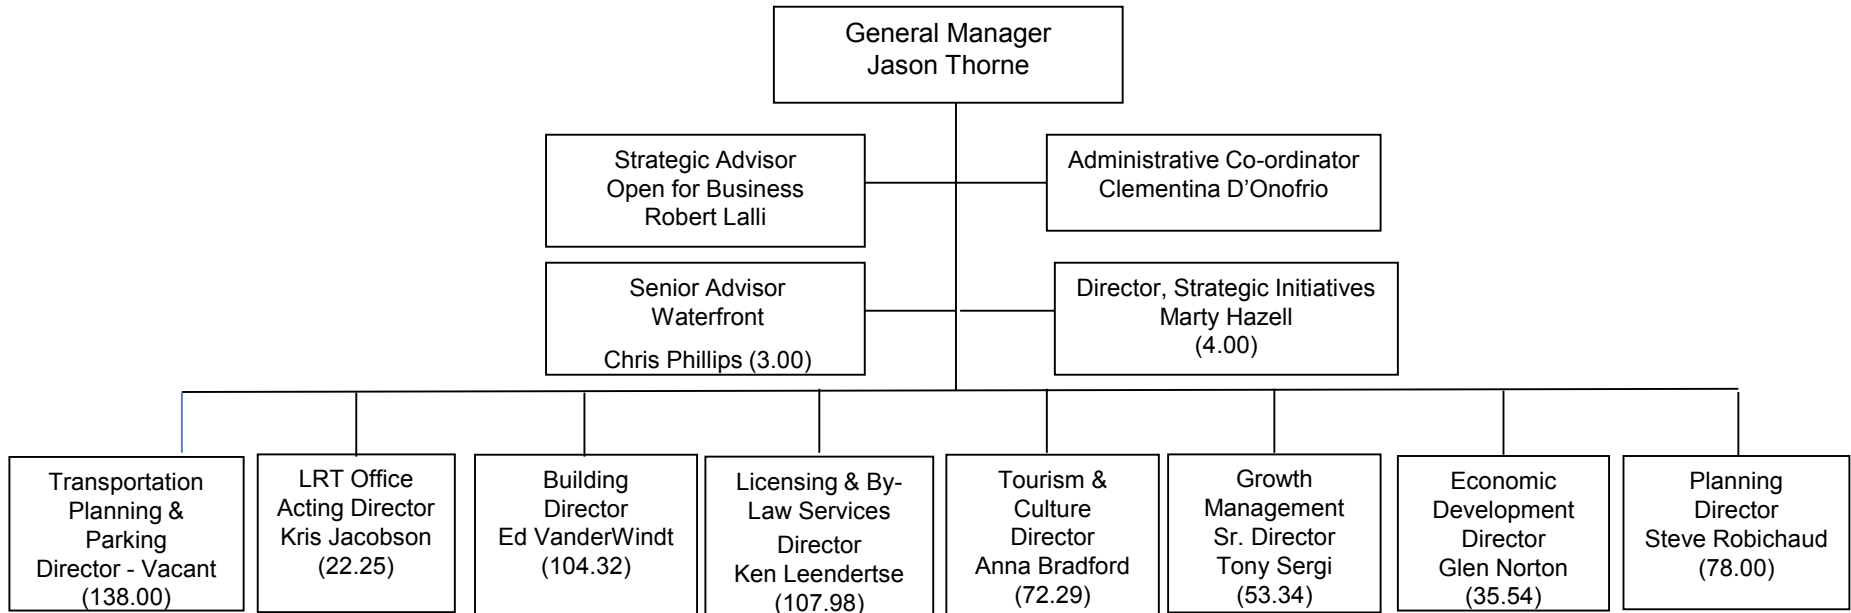 General Manager
Jason Thorne
Strategic Advisor
Open for Business
Robert Lalli
Administrative Co-ordinator
Clementina D’Onofrio
Senior Advisor
Waterfront
Chris Phillips (3.00)
Director, Strategic Initiatives
Marty Hazell
(4.00)
Transportation
Planning &
Parking
Director - Vacant
(138.00)
LRT Office
Acting Director
Kris Jacobson
(22.25)
Building
Director
Ed VanderWindt
(104.32)
Licensing & By-
Law Services
Director
Ken Leendertse
(107.98)
Tourism &
Culture
Director
Anna Bradford
(72.29)
Growth
Management
Sr. Director
Tony Sergi
(53.34)
Economic
Development
Director
Glen Norton
(35.54)
Planning
Director
Steve Robichaud
(78.00)